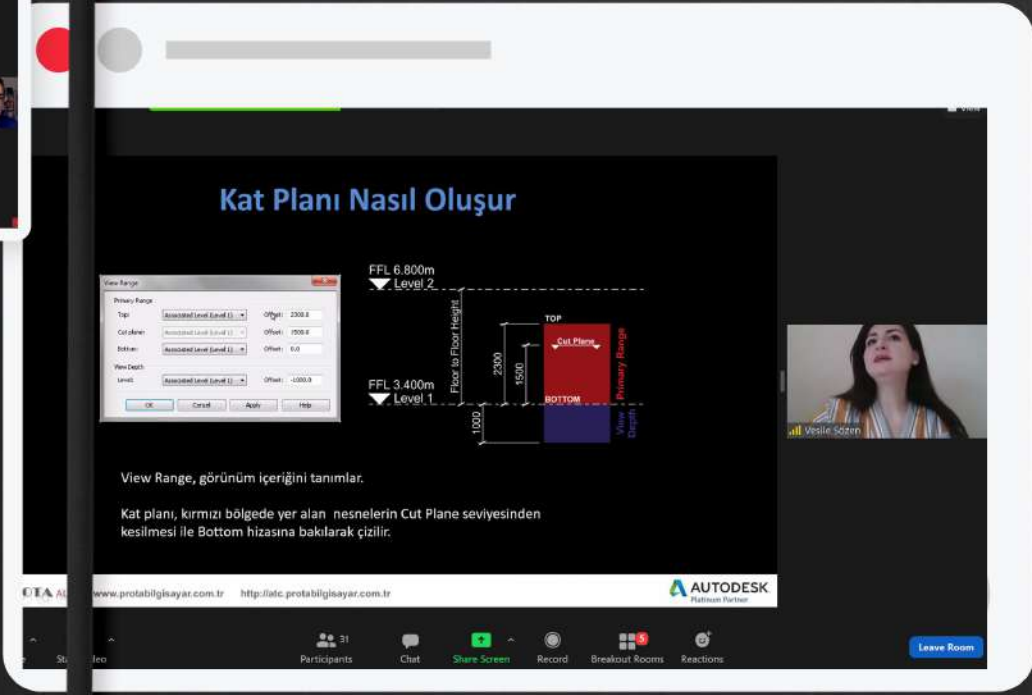 View
Kat Planı Nasıl Oluşur
View Range
Primary Range
Top: Associated Level (Level 1) Offset: 2300.0
Cut plane: Associated Level (Level 1) Offset: 1500.0
Bottom: Associated Level (Level 1) Offset: 0.0
View Depth
Level: Associated Level (Level 1) Offset: -1000.0
OK Cancel Apply Help
FFL 6.800m
Level 2
Floor to Floor Height
2300
1500
TOP
Cut Plane
BOTTOM
Primary Range
FFL 3.400m
Level 1
1000
View
Depth
Vesile Sözen
View Range, görünüm içeriğini tanımlar.
Kat planı, kırmızı bölgede yer alan nesnelerin Cut Plane seviyesinden
kesilmesi ile Bottom hizasına bakılarak çizilir.
www.protabilgisayar.com.tr http://atc.protabilgisayar.com.tr
AUTODESK
Platinum Partner
31
5
Participants Chat Share Screen Record Breakout Rooms Reactions
Leave Room